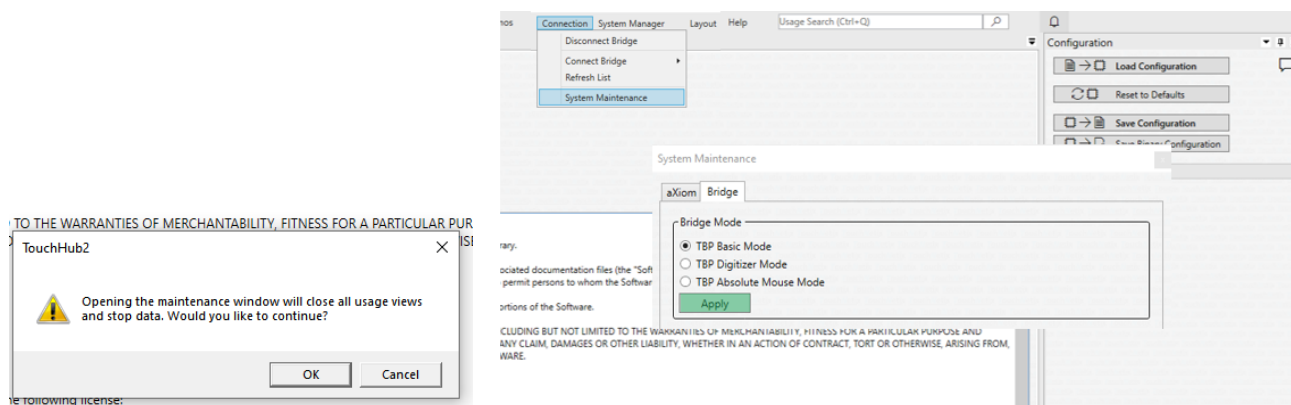 TO THE WARRANTIES OF MERCHANTABILITY, FITNESS FOR A PARTICULAR PUR
TouchHub2
Opening the maintenance window will close all usage views
and stop data. Would you like to continue?
OK
Cancel
the following license:
Connection
System Manager
Layout
Help
Usage Search (Ctrl+Q)
Disconnect Bridge
Connect Bridge
Refresh List
System Maintenance
Configuration
Load Configuration
Reset to Defaults
Save Configuration
Save Binary Configuration
System Maintenance
aXiom
Bridge
Bridge Mode
TBP Basic Mode
TBP Digitizer Mode
TBP Absolute Mouse Mode
Apply
rary.
ociated documentation files (the "Soft
permit persons to whom the Softwar
ortions of the Software.
CLUDING BUT NOT LIMITED TO THE WARRANTIES OF MERCHANTABILITY, FITNESS FOR A PARTICULAR PURPOSE AND
ANY CLAIM, DAMAGES OR OTHER LIABILITY, WHETHER IN AN ACTION OF CONTRACT, TORT OR OTHERWISE, ARISING FROM,
WARE.